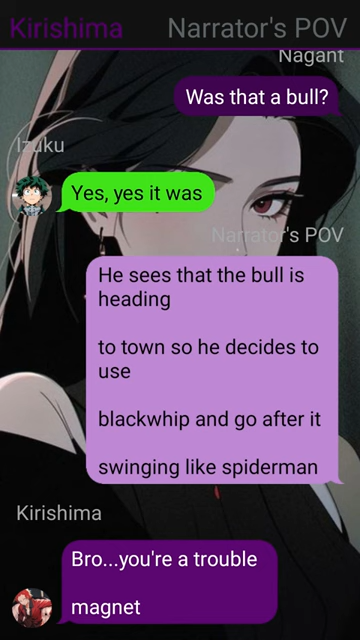 Kirishima Narrator's POV
Nagant
Was that a bull?
Izuku
Yes, yes it was
Narrator's POV
He sees that the bull is
heading
to town so he decides to
use
blackwhip and go after it
swinging like spiderman
Kirishima
Bro...you're a trouble
magnet